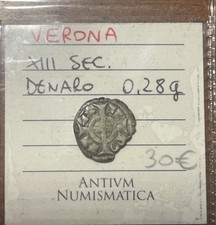 VERONA
XIII SEC.
DENARO 0,28g
30€
ANTIVM
NUMISMATICA